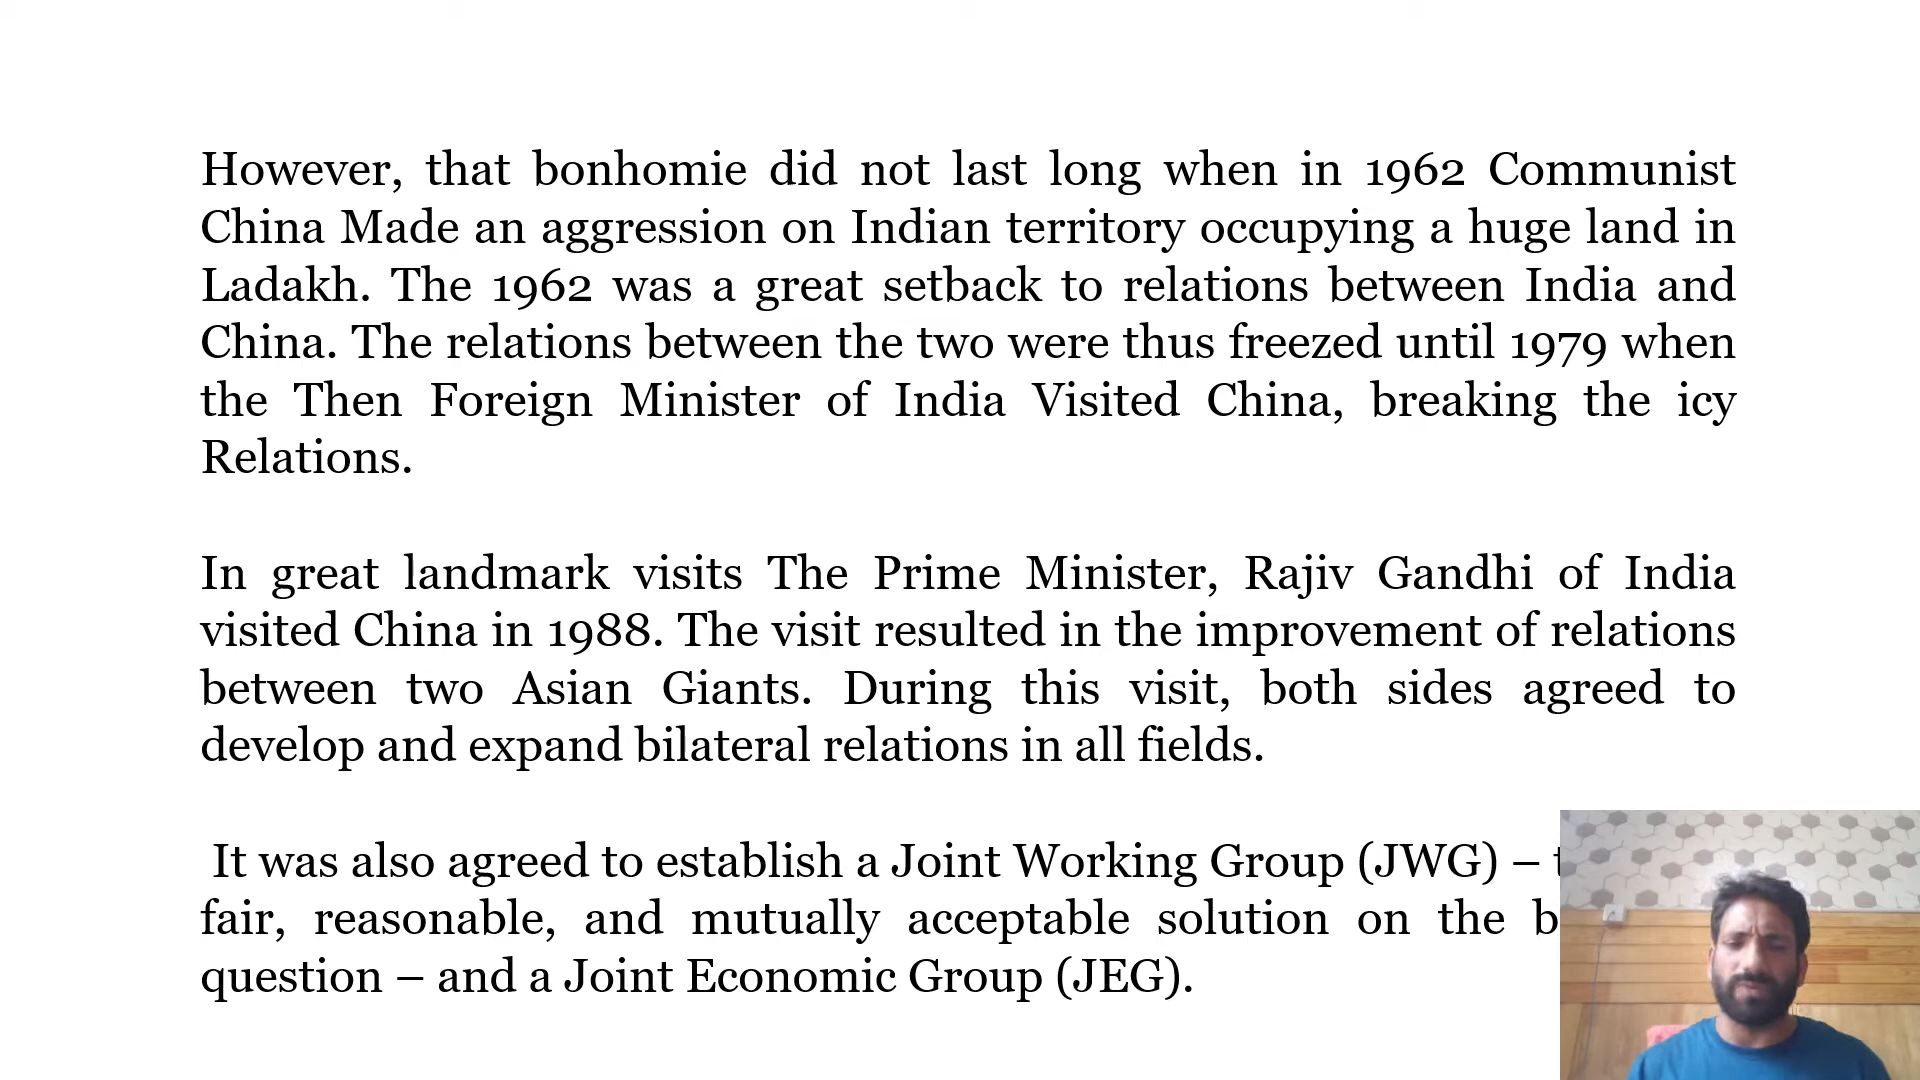 However, that bonhomie did not last long when in 1962 Communist
China Made an aggression on Indian territory occupying a huge land in
Ladakh. The 1962 was a great setback to relations between India and
China. The relations between the two were thus freezed until 1979 when
the Then Foreign Minister of India Visited China, breaking the icy
Relations.
In great landmark visits The Prime Minister, Rajiv Gandhi of India
visited China in 1988. The visit resulted in the improvement of relations
between two Asian Giants. During this visit, both sides agreed to
develop and expand bilateral relations in all fields.
It was also agreed to establish a Joint Working Group (JWG) –
fair, reasonable, and mutually acceptable solution on the
question – and a Joint Economic Group (JEG).